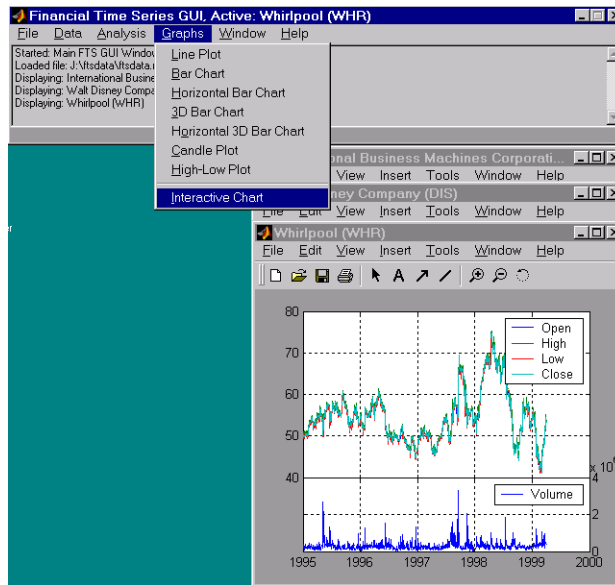 Financial Time Series GUI, Active: Whirlpool (WHR)
File Data Analysis Graphs Window Help
Started: Main FTS GUI Window
Loaded file: J:\ftsdata\ftsdata.
Displaying: International Busine
Displaying: Walt Disney Compa
Displaying: Whirlpool (WHR)
Line Plot
Bar Chart
Horizontal Bar Chart
3D Bar Chart
Horizontal 3D Bar Chart
Candle Plot
High-Low Plot
Interactive Chart
onal Business Machines Corporati...
View Insert Tools Window Help
ney Company (DIS)
File Edit View Insert Tools Window Help
Whirlpool (WHR)
File Edit View Insert Tools Window Help
A
80
70
60
50
40
Open
High
Low
Close
x 10
4
2
0
Volume
1995 1996 1997 1998 1999 2000